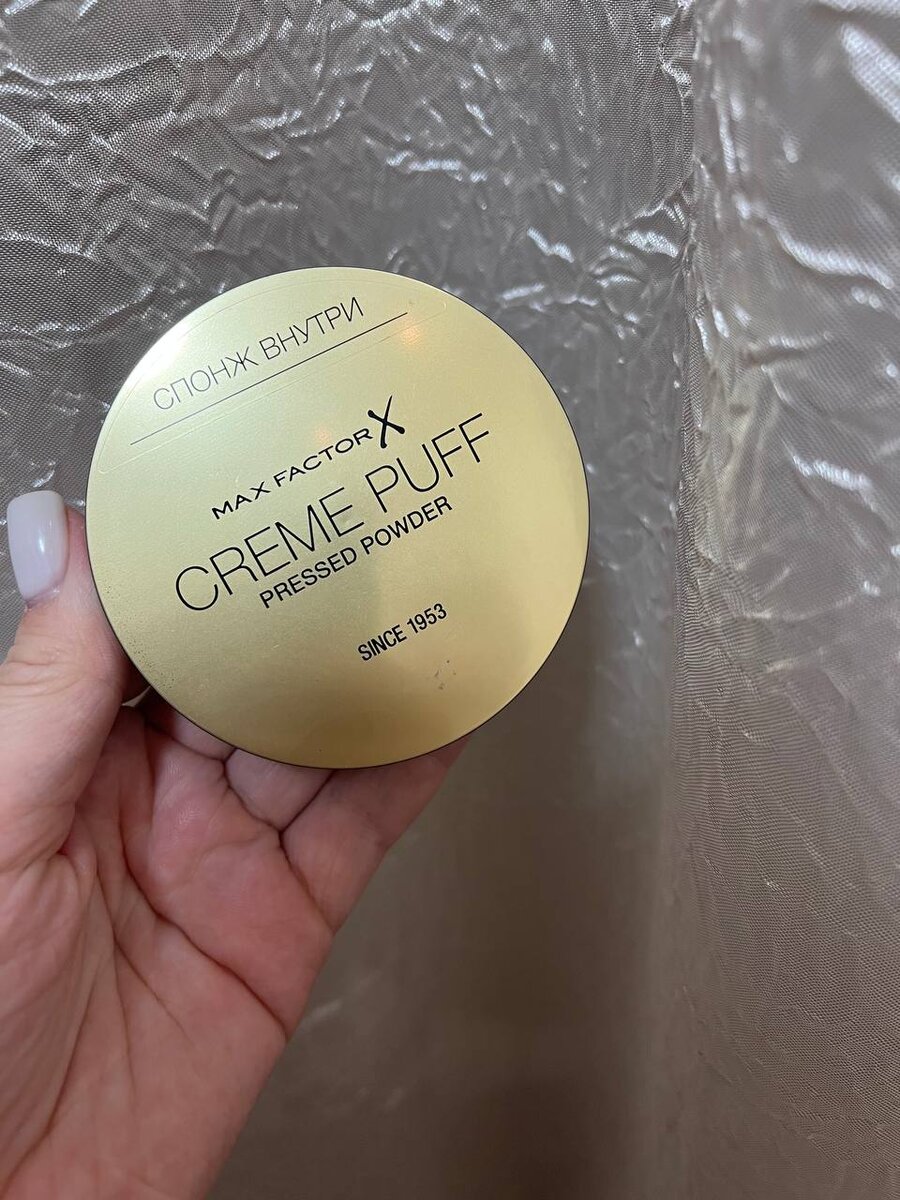 СПОНЖ ВНУТРИ
MAX FACTOR X
CREME PUFF
PRESSED POWDER
SINCE 1953